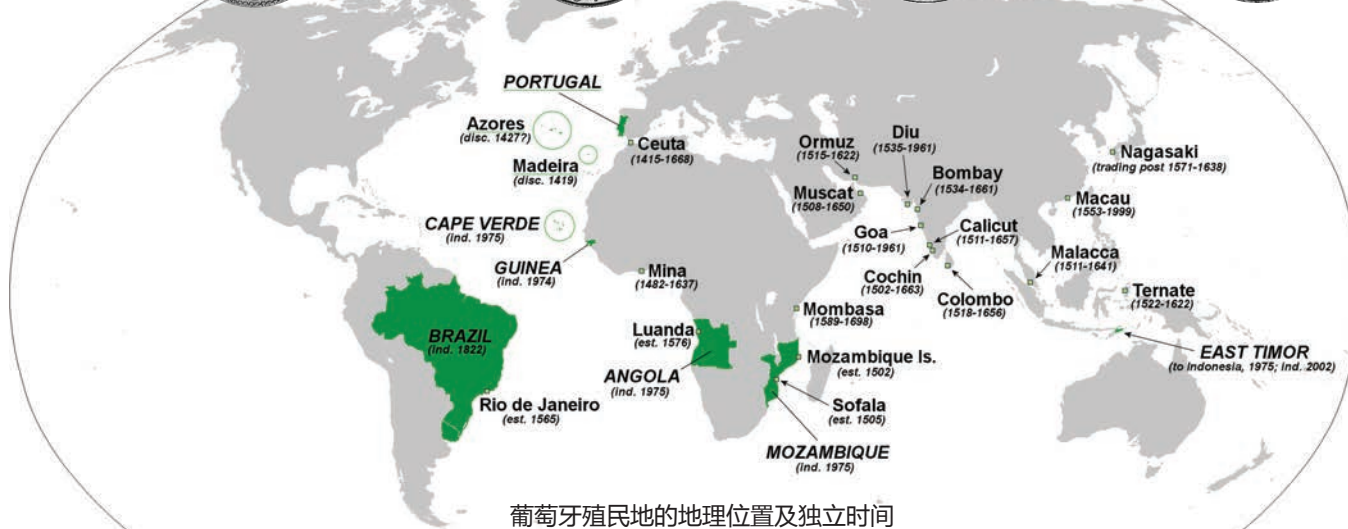 PORTUGAL
Azores
(disc. 1427?)
Madeira
(disc. 1419)
Ceuta
(1415-1668)
CAPE VERDE
(ind. 1975)
GUINEA
(ind. 1974)
Mina
(1482-1637)
BRAZIL
(ind. 1822)
Rio de Janeiro
(est. 1565)
Luanda
(est. 1576)
ANGOLA
(ind. 1975)
Mombasa
(1589-1698)
Mozambique Is.
(est. 1502)
Sofala
(est. 1505)
MOZAMBIQUE
(ind. 1975)
Ormuz
(1515-1622)
Muscat
(1508-1650)
Diu
(1535-1961)
Bombay
(1534-1661)
Goa
(1510-1961)
Calicut
(1511-1657)
Cochin
(1502-1663)
Colombo
(1518-1656)
Nagasaki
(trading post 1571-1638)
Macau
(1553-1999)
Malacca
(1511-1641)
Ternate
(1522-1622)
EAST TIMOR
(to Indonesia, 1975; ind. 2002)
葡萄牙殖民地的地理位置及独立时间